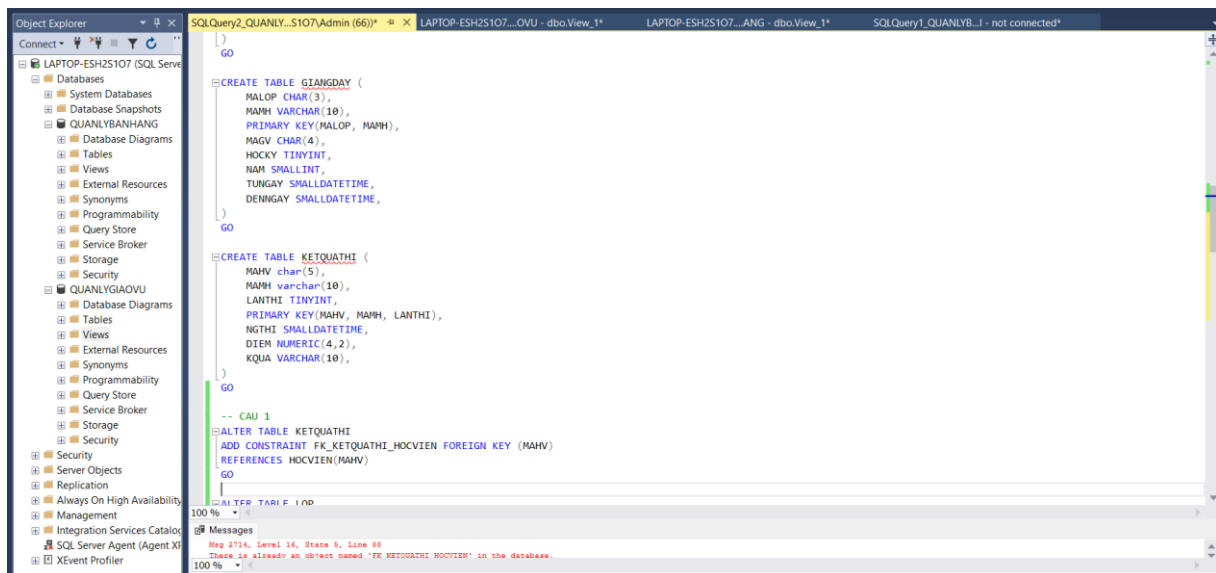 Object Explorer
Connect
LAPTOP-ESH2S1O7 (SQL Serve
Databases
System Databases
Database Snapshots
QUANLYBANHANG
Database Diagrams
Tables
Views
External Resources
Synonyms
Programmability
Query Store
Service Broker
Storage
Security
QUANLYGIAOVU
Database Diagrams
Tables
Views
External Resources
Synonyms
Programmability
Query Store
Service Broker
Storage
Security
Security
Server Objects
Replication
Always On High Availability
Management
Integration Services Catalog
SQL Server Agent (Agent XP
XEvent Profiler
SQLQuery2_QUANLY...S1O7\Admin (66))*
LAPTOP-ESH2S1O7....OVU - dbo.View_1*
LAPTOP-ESH2S1O7....ANG - dbo.View_1*
SQLQuery1_QUANLYB...I - not connected*
)
GO
CREATE TABLE GIANGDAY (
MALOP CHAR(3),
MAMH VARCHAR(10),
PRIMARY KEY(MALOP, MAMH),
MAGV CHAR(4),
HOCKY TINYINT,
NAM SMALLINT,
TUNGAY SMALLDATETIME,
DENNGAY SMALLDATETIME,
)
GO
CREATE TABLE KETQUATHI (
MAHV char(5),
MAMH varchar(10),
LANTHI TINYINT,
PRIMARY KEY(MAHV, MAMH, LANTHI),
NGTHI SMALLDATETIME,
DIEM NUMERIC(4,2),
KQUA VARCHAR(10),
)
GO
-- CAU 1
ALTER TABLE KETQUATHI
ADD CONSTRAINT FK_KETQUATHI_HOCVIEN FOREIGN KEY (MAHV)
REFERENCES HOCVIEN(MAHV)
GO
ALTER TABLE LOP
100 %
Messages
Msg 2714, Level 16, State 5, Line 88
There is already an object named 'FK_KETQUATHI_HOCVIEN' in the database.
100 %